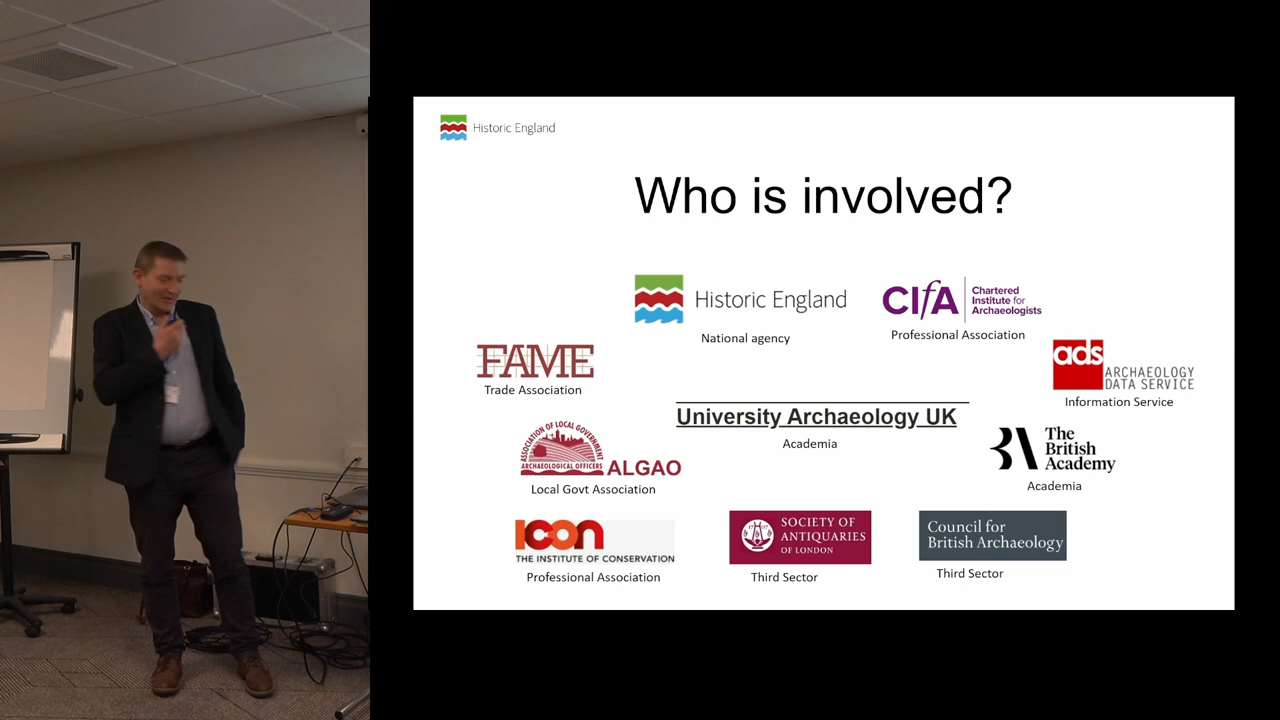 Historic England
Who is involved?
Historic England
National agency
CIfA
Chartered
Institute for
Archaeologists
Professional Association
FAME
Trade Association
ads
ARCHAEOLOGY
DATA SERVICE
Information Service
University Archaeology UK
Academia
ASSOCIATION OF LOCAL GOVERNMENT
ARCHAEOLOGICAL OFFICERS
ALGAO
Local Govt Association
BA
The
British
Academy
Academia
icon
THE INSTITUTE OF CONSERVATION
Professional Association
17 07
SOCIETY OF
ANTIQUARIES
OF LONDON
Third Sector
Council for
British Archaeology
Third Sector